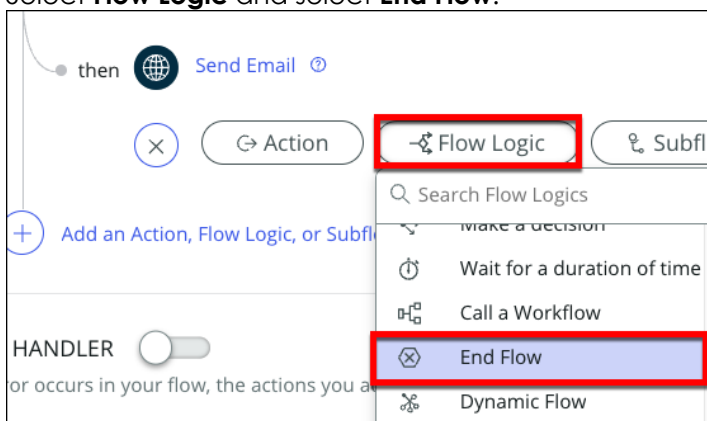 Select Flow Logic and select End Flow.
then Send Email
Action Flow Logic Subfl
Search Flow Logics
Make a decision
Add an Action, Flow Logic, or Subflo
Wait for a duration of time
Call a Workflow
HANDLER
End Flow
or occurs in your flow, the actions you a
Dynamic Flow